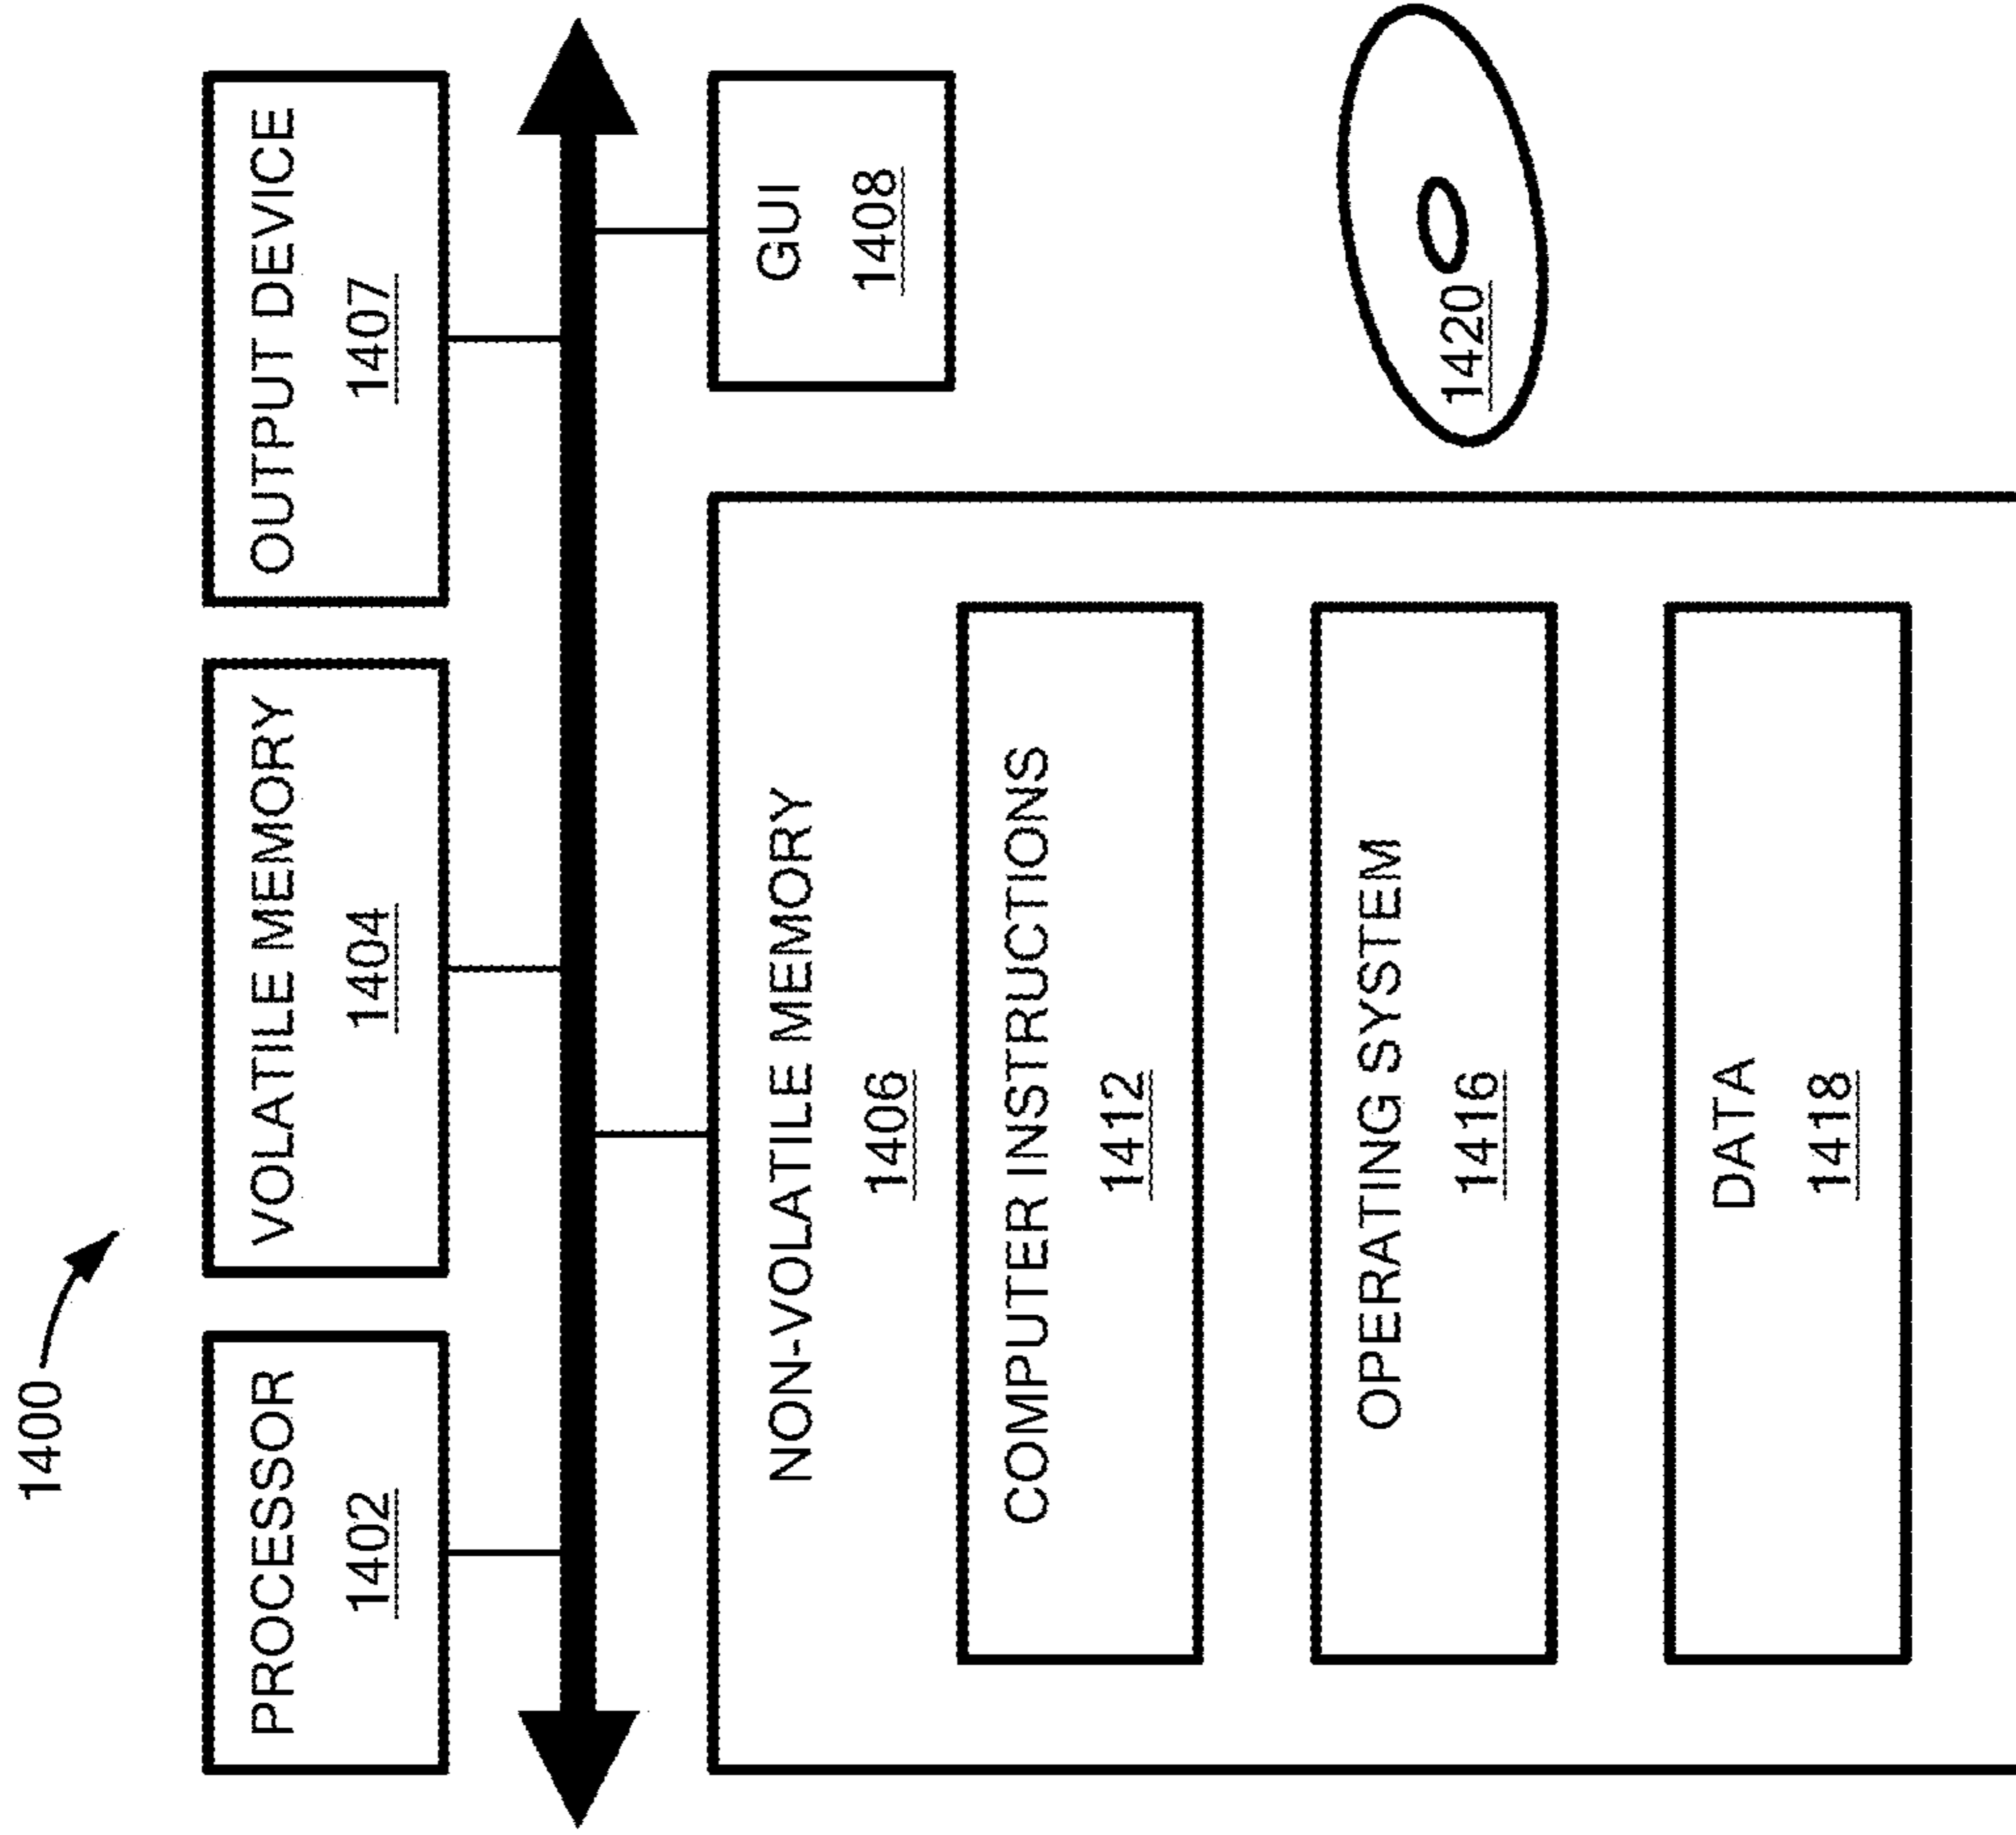 1400
PROCESSOR
1402
VOLATILE MEMORY
1404
OUTPUT DEVICE
1407
NON-VOLATILE MEMORY
1406
COMPUTER INSTRUCTIONS
1412
OPERATING SYSTEM
1416
DATA
1418
GUI
1408
1420